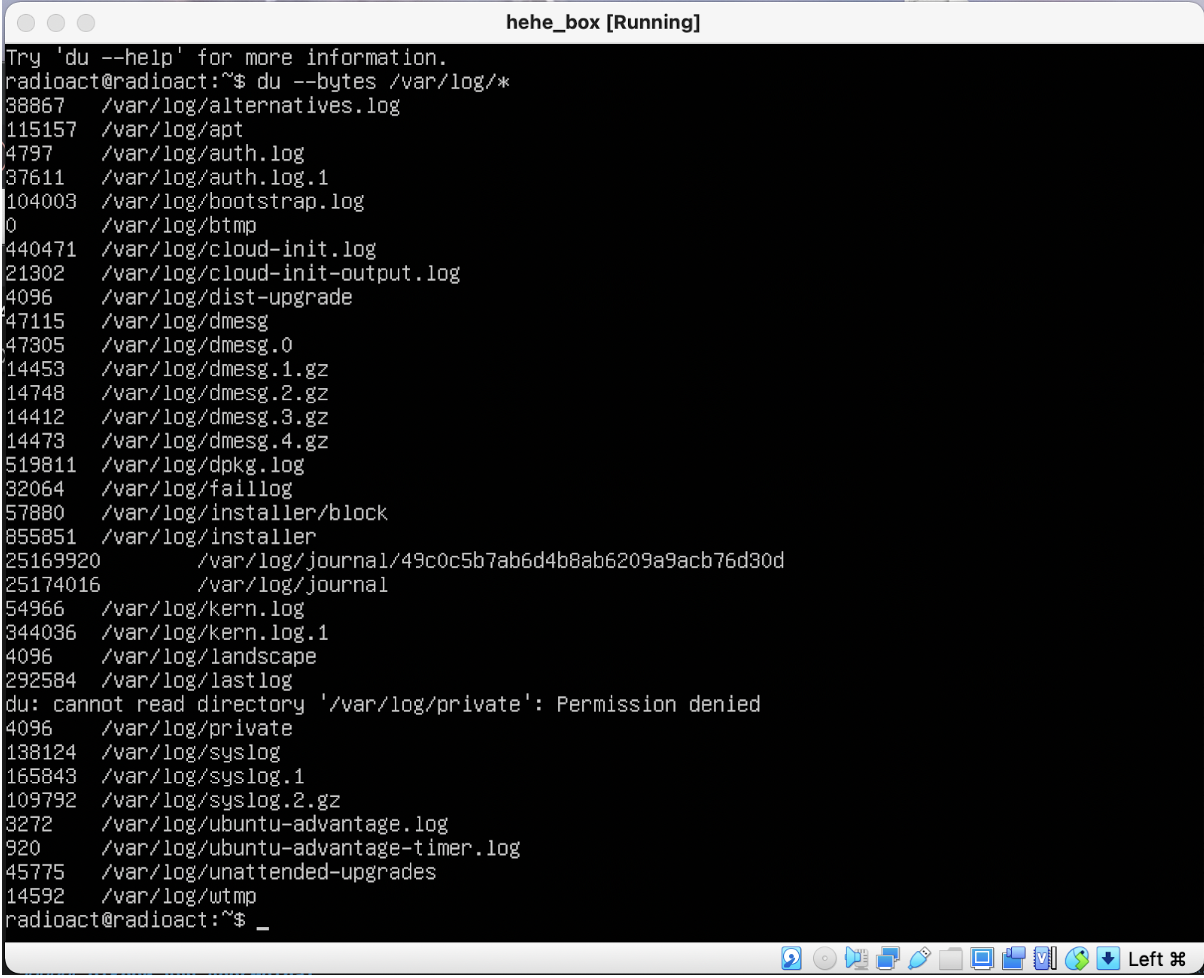 hehe_box [Running]
Try 'du --help' for more information.
radioact@radioact:~$ du --bytes /var/log/*
38867 /var/log/alternatives.log
115157 /var/log/apt
4797 /var/log/auth.log
37611 /var/log/auth.log.1
104003 /var/log/bootstrap.log
0 /var/log/btmp
440471 /var/log/cloud-init.log
21302 /var/log/cloud-init-output.log
4096 /var/log/dist-upgrade
47115 /var/log/dmesg
47305 /var/log/dmesg.0
14453 /var/log/dmesg.1.gz
14748 /var/log/dmesg.2.gz
14412 /var/log/dmesg.3.gz
14473 /var/log/dmesg.4.gz
519811 /var/log/dpkg.log
32064 /var/log/faillog
57880 /var/log/installer/block
855851 /var/log/installer
25169920 /var/log/journal/49c0c5b7ab6d4b8ab6209a9acb76d30d
25174016 /var/log/journal
54966 /var/log/kern.log
344036 /var/log/kern.log.1
4096 /var/log/landscape
292584 /var/log/lastlog
du: cannot read directory '/var/log/private': Permission denied
4096 /var/log/private
138124 /var/log/syslog
165843 /var/log/syslog.1
109792 /var/log/syslog.2.gz
3272 /var/log/ubuntu-advantage.log
920 /var/log/ubuntu-advantage-timer.log
45775 /var/log/unattended-upgrades
14592 /var/log/wtmp
radioact@radioact:~$ _
Left ⌘